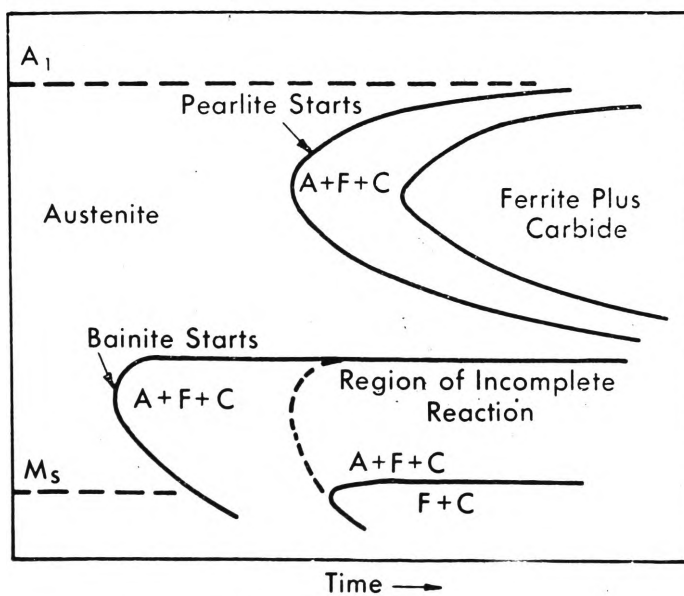 A₁
Pearlite Starts
A+F+C
Austenite
Ferrite Plus
Carbide
Bainite Starts
A+F+C
Region of Incomplete
Reaction
A+F+C
F+C
Ms
Time